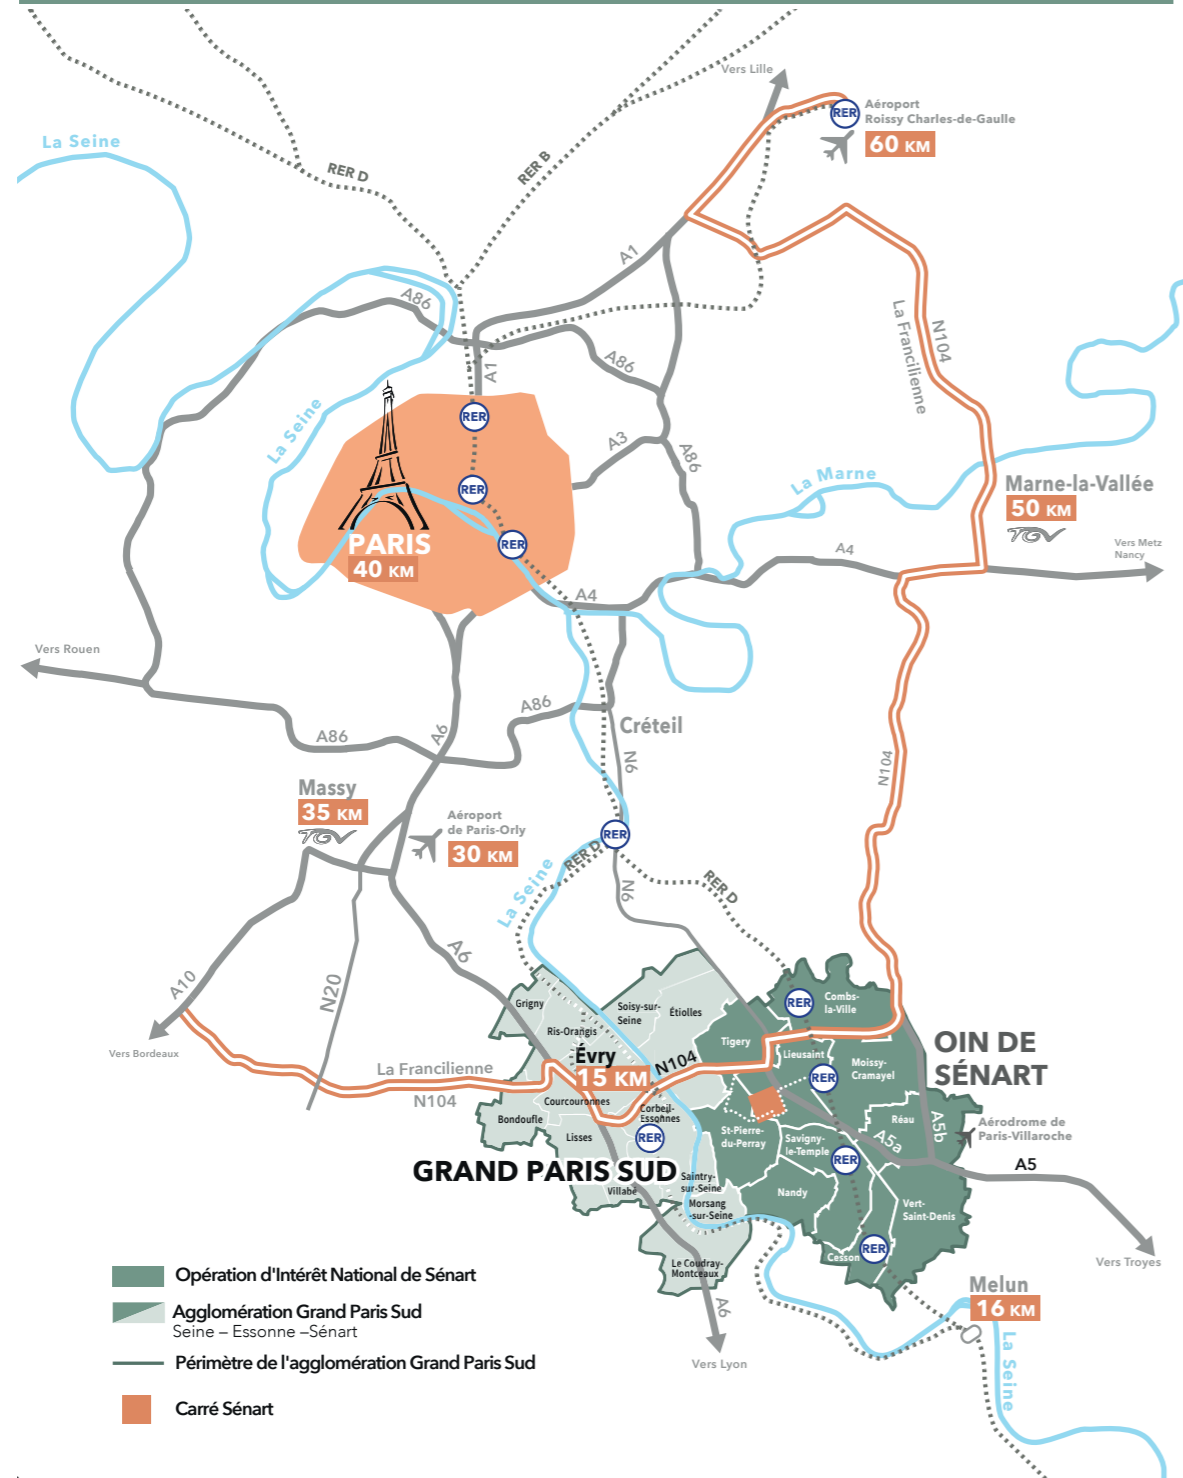 Vers Lille
RER
Aéroport
Roissy Charles-de-Gaulle
60 KM
La Seine
RER D
RER B
A1
A86
A1
A86
La Francilienne
N104
La Seine
RER
A3
A86
RER
La Marne
Marne-la-Vallée
50 KM
TGV
PARIS
40 KM
RER
A4
Vers Metz
Nancy
A4
Vers Rouen
A86
A6
A86
Créteil
N6
N104
Massy
35 KM
TGV
Aéroport
de Paris-Orly
30 KM
RER
RER D
La Seine
N6
RER D
A6
A10
N20
Vers Bordeaux
Grigny
Soisy-sur-
Seine
Étiolles
Ris-Orangis
RER
Combs-
la-Ville
Tigery
Lieusaint
Moissy-
Cramayel
OIN DE
SÉNART
Évry
15 KM
N104
La Francilienne
N104
RER
Courcouronnes
Corbeil-
Essonnes
Bondoufle
Lisses
RER
St-Pierre-
du-Perray
Savigny-
le-Temple
Réau
A5a
A5b
Aérodrome de
Paris-Villaroche
RER
A5
GRAND PARIS SUD
Villabé
Saintry-
sur-Seine
Morsang
-sur-Seine
Nandy
Vert-
Saint-Denis
Cesson
RER
Le Coudray-
Montceaux
Vers Troyes
A6
Vers Lyon
Melun
16 KM
La Seine
Opération d'Intérêt National de Sénart
Agglomération Grand Paris Sud
Seine – Essonne –Sénart
Périmètre de l'agglomération Grand Paris Sud
Carré Sénart